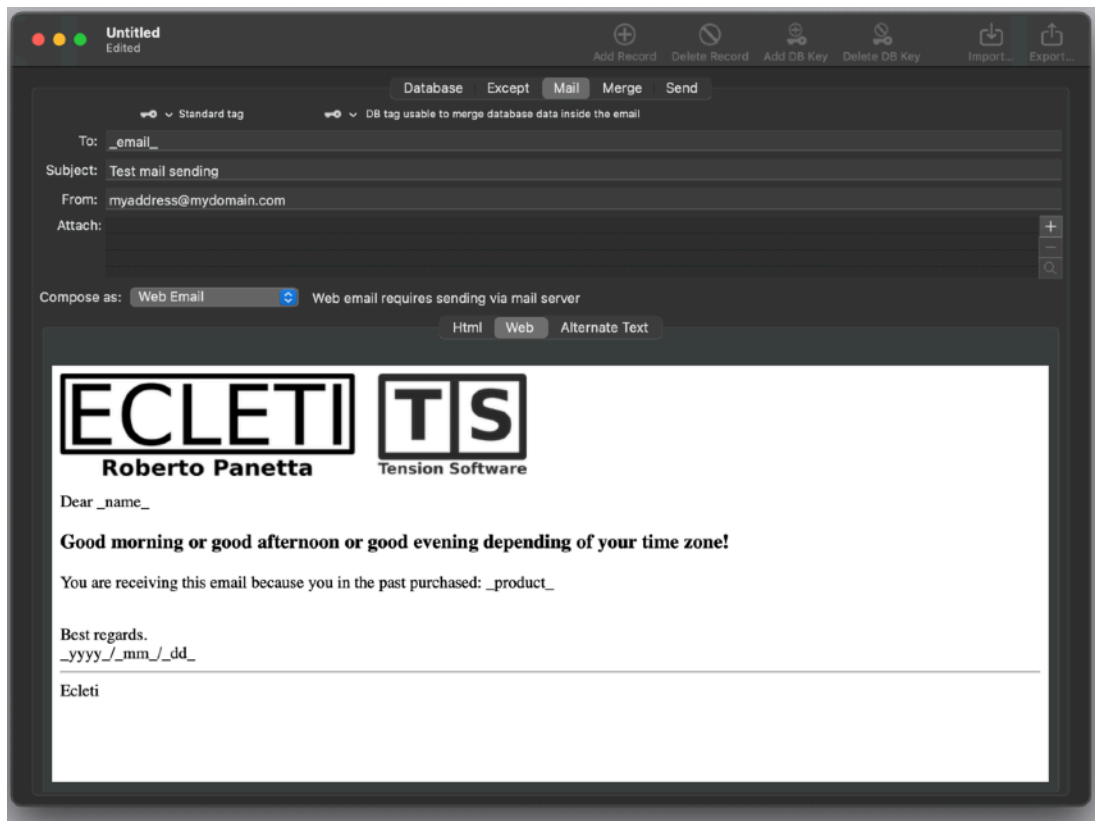 Untitled
Edited
Add Record Delete Record Add DB Key Delete DB Key Import... Export...
Database Except Mail Merge Send
Standard tag DB tag usable to merge database data inside the email
To: _email_
Subject: Test mail sending
From: myaddress@mydomain.com
Attach:
Compose as: Web Email Web email requires sending via mail server
Html Web Alternate Text
ECLETI TS
Roberto Panetta Tension Software
Dear _name_
Good morning or good afternoon or good evening depending of your time zone!
You are receiving this email because you in the past purchased: _product_
Best regards.
_yyyy_/_mm_/_dd_
Ecleti